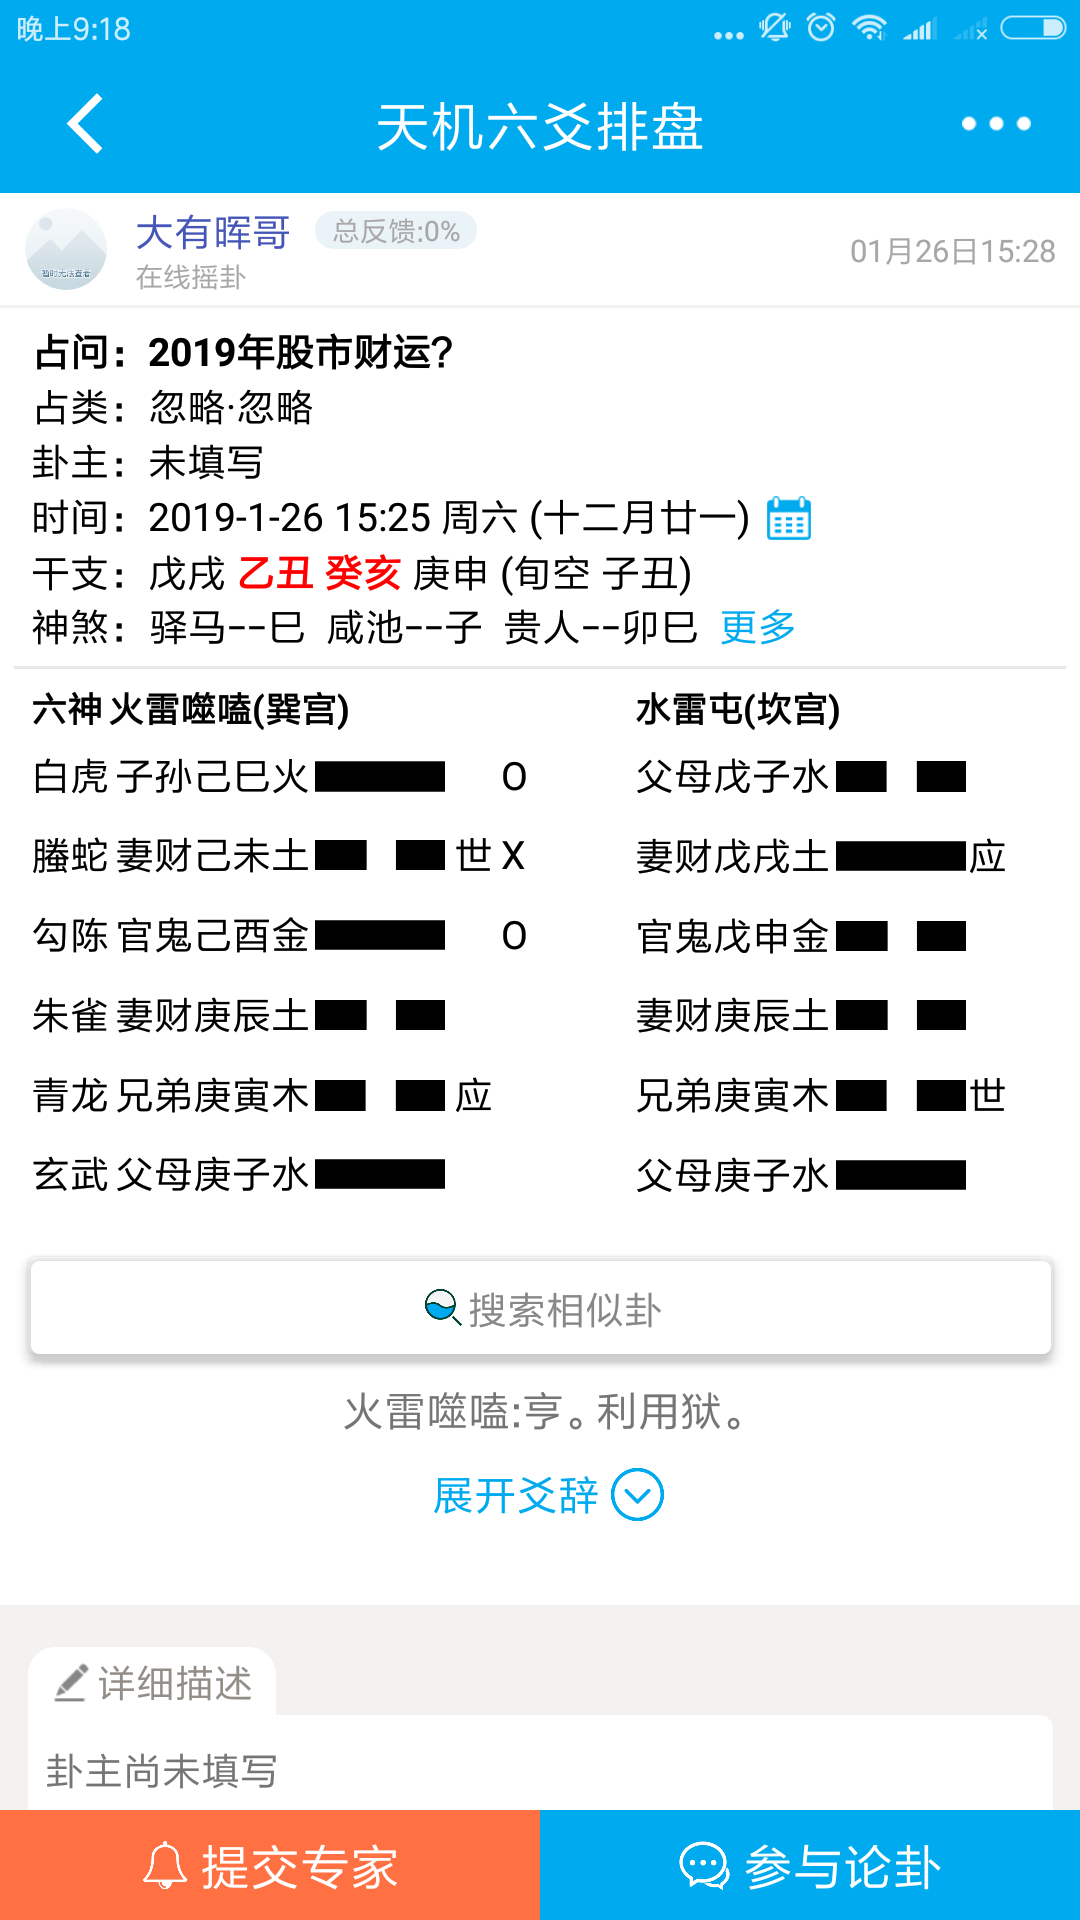 晚上9:18
天机六爻排盘
大有晖哥 总反馈:0%
在线摇卦
01月26日15:28
暂时无法查看
占问：2019年股市财运?
占类：忽略·忽略
卦主：未填写
时间：2019-1-26 15:25 周六 (十二月廿一)
干支：戊戌 乙丑 癸亥 庚申 (旬空 子丑)
神煞：驿马--巳 咸池--子 贵人--卯巳 更多
六神 火雷噬嗑(巽宫) 水雷屯(坎宫)
白虎 子孙己巳火 O 父母戊子水
螣蛇 妻财己未土 世 X 妻财戊戌土 应
勾陈 官鬼己酉金 O 官鬼戊申金
朱雀 妻财庚辰土 妻财庚辰土
青龙 兄弟庚寅木 应 兄弟庚寅木 世
玄武 父母庚子水 父母庚子水
搜索相似卦
火雷噬嗑:亨。利用狱。
展开爻辞
详细描述
卦主尚未填写
提交专家 参与论卦